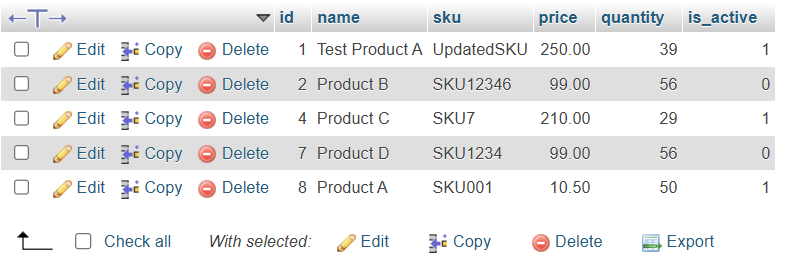 id name sku price quantity is_active
Edit Copy Delete 1 Test Product A UpdatedSKU 250.00 39 1
Edit Copy Delete 2 Product B SKU12346 99.00 56 0
Edit Copy Delete 4 Product C SKU7 210.00 29 1
Edit Copy Delete 7 Product D SKU1234 99.00 56 0
Edit Copy Delete 8 Product A SKU001 10.50 50 1
Check all With selected: Edit Copy Delete Export